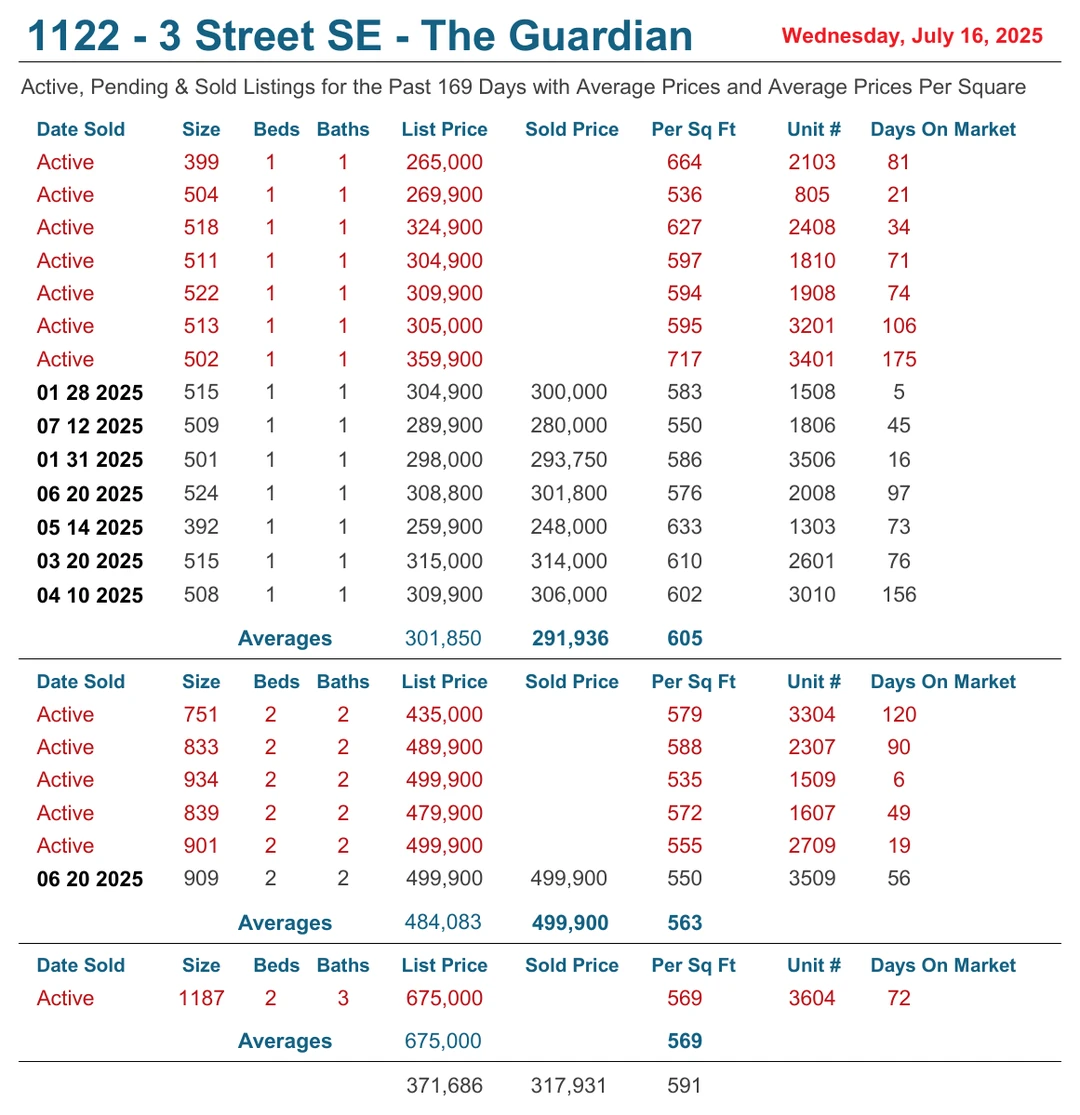 1122 - 3 Street SE - The Guardian Wednesday, July 16, 2025
Active, Pending & Sold Listings for the Past 169 Days with Average Prices and Average Prices Per Square
Date Sold Size Beds Baths List Price Sold Price Per Sq Ft Unit # Days On Market
Active 399 1 1 265,000 664 2103 81
Active 504 1 1 269,900 536 805 21
Active 518 1 1 324,900 627 2408 34
Active 511 1 1 304,900 597 1810 71
Active 522 1 1 309,900 594 1908 74
Active 513 1 1 305,000 595 3201 106
Active 502 1 1 359,900 717 3401 175
01 28 2025 515 1 1 304,900 300,000 583 1508 5
07 12 2025 509 1 1 289,900 280,000 550 1806 45
01 31 2025 501 1 1 298,000 293,750 586 3506 16
06 20 2025 524 1 1 308,800 301,800 576 2008 97
05 14 2025 392 1 1 259,900 248,000 633 1303 73
03 20 2025 515 1 1 315,000 314,000 610 2601 76
04 10 2025 508 1 1 309,900 306,000 602 3010 156
Averages 301,850 291,936 605
Date Sold Size Beds Baths List Price Sold Price Per Sq Ft Unit # Days On Market
Active 751 2 2 435,000 579 3304 120
Active 833 2 2 489,900 588 2307 90
Active 934 2 2 499,900 535 1509 6
Active 839 2 2 479,900 572 1607 49
Active 901 2 2 499,900 555 2709 19
06 20 2025 909 2 2 499,900 499,900 550 3509 56
Averages 484,083 499,900 563
Date Sold Size Beds Baths List Price Sold Price Per Sq Ft Unit # Days On Market
Active 1187 2 3 675,000 569 3604 72
Averages 675,000 569
371,686 317,931 591